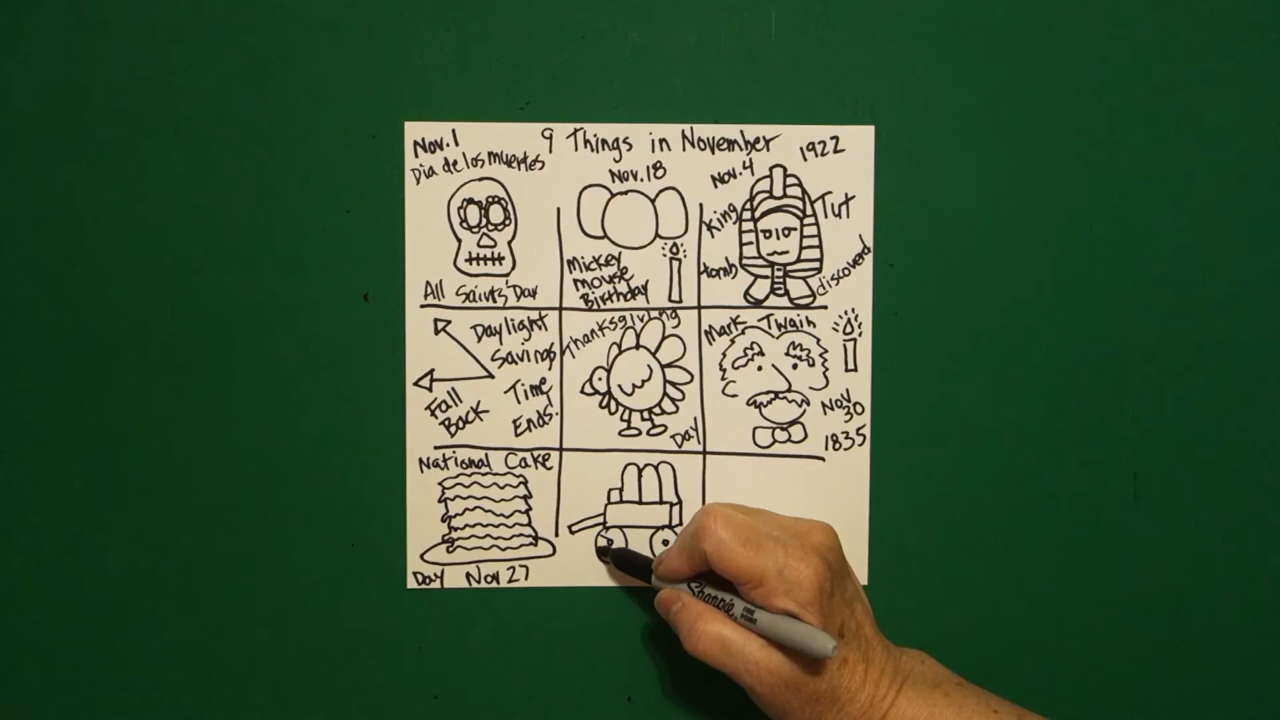 9 Things in November
Nov. 1
Dia de los muertes
All Saints' Day
Nov. 18
Mickey
mouse
Birthday
Nov. 4
1922
King Tut
tomb discovered
Daylight
Savings
Time
Ends.
Fall
Back
Thanksgiving
Day
Mark Twain
Nov
30
1835
National Cake
Day Nov 27
Sharpie
FINE
POINT